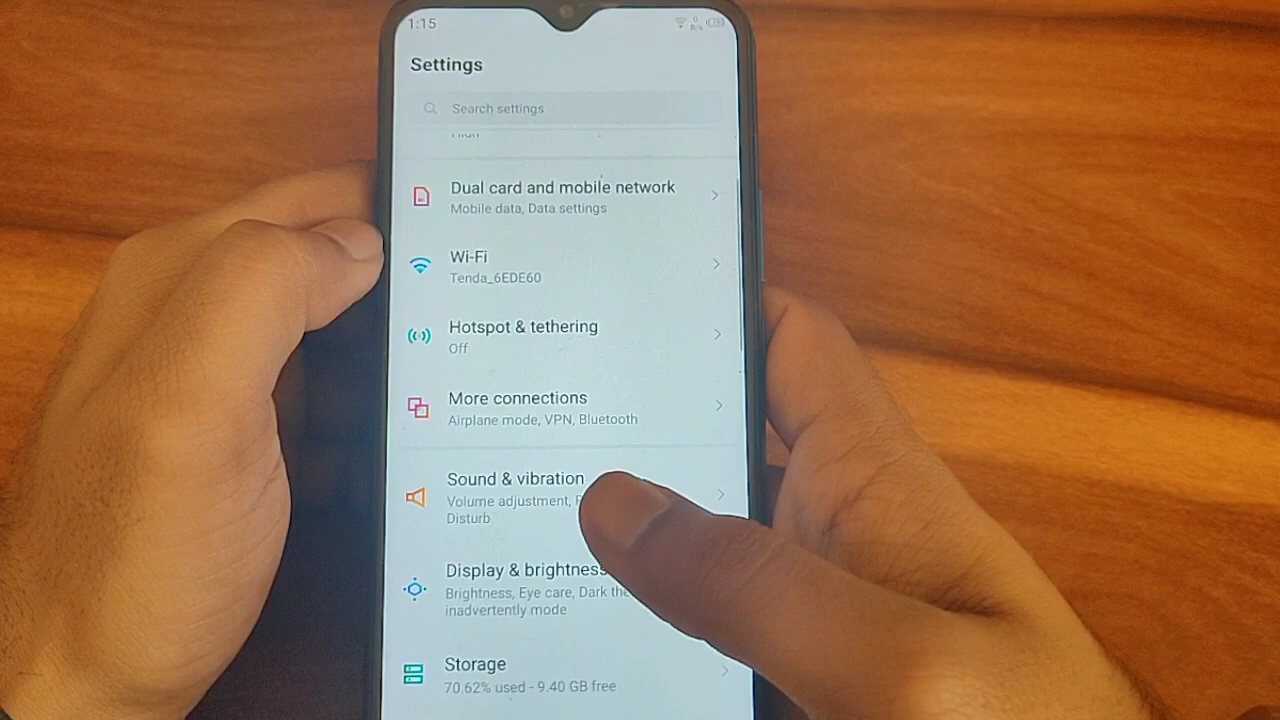 1:15
Settings
Search settings
Dual card and mobile network
Mobile data, Data settings
Wi-Fi
Tenda_6EDE60
Hotspot & tethering
Off
More connections
Airplane mode, VPN, Bluetooth
Sound & vibration
Volume adjustment,
Disturb
Display & brightness
Brightness, Eye care, Dark the
inadvertently mode
Storage
70.62% used - 9.40 GB free